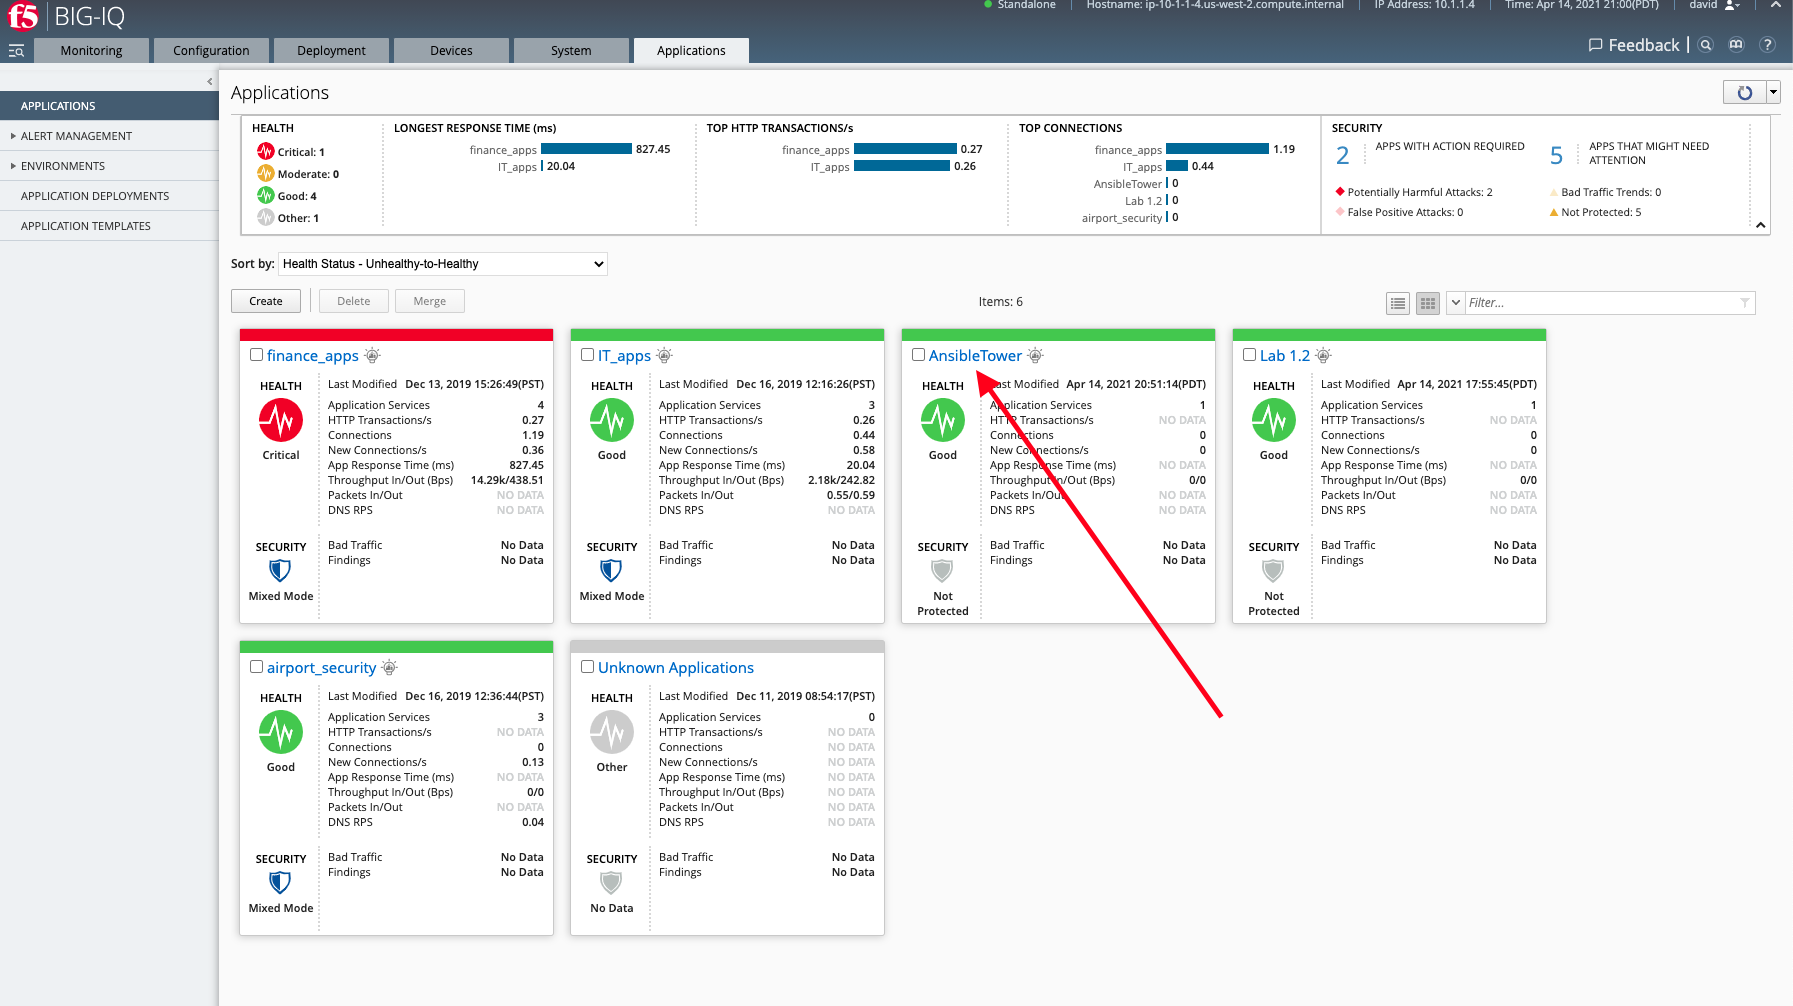 f5 BIG-IQ
Standalone
Hostname: ip-10-1-1-4.us-west-2.compute.internal
IP Address: 10.1.1.4
Time: Apr 14, 2021 21:00(PDT)
david
Monitoring
Configuration
Deployment
Devices
System
Applications
Feedback
?
APPLICATIONS
ALERT MANAGEMENT
ENVIRONMENTS
APPLICATION DEPLOYMENTS
APPLICATION TEMPLATES
Applications
HEALTH
Critical: 1
Moderate: 0
Good: 4
Other: 1
LONGEST RESPONSE TIME (ms)
finance_apps 827.45
IT_apps 20.04
TOP HTTP TRANSACTIONS/s
finance_apps 0.27
IT_apps 0.26
TOP CONNECTIONS
finance_apps 1.19
IT_apps 0.44
AnsibleTower 0
Lab 1.2 0
airport_security 0
SECURITY
2 APPS WITH ACTION REQUIRED
Potentially Harmful Attacks: 2
False Positive Attacks: 0
5 APPS THAT MIGHT NEED
ATTENTION
Bad Traffic Trends: 0
Not Protected: 5
Sort by: Health Status - Unhealthy-to-Healthy
Create
Delete
Merge
Items: 6
Filter...
finance_apps
HEALTH
Critical
Last Modified Dec 13, 2019 15:26:49(PST)
Application Services 4
HTTP Transactions/s 0.27
Connections 1.19
New Connections/s 0.36
App Response Time (ms) 827.45
Throughput In/Out (Bps) 14.29k/438.51
Packets In/Out NO DATA
DNS RPS NO DATA
SECURITY
Mixed Mode
Bad Traffic No Data
Findings No Data
IT_apps
HEALTH
Good
Last Modified Dec 16, 2019 12:16:26(PST)
Application Services 3
HTTP Transactions/s 0.26
Connections 0.44
New Connections/s 0.58
App Response Time (ms) 20.04
Throughput In/Out (Bps) 2.18k/242.82
Packets In/Out 0.55/0.59
DNS RPS NO DATA
SECURITY
Mixed Mode
Bad Traffic No Data
Findings No Data
AnsibleTower
HEALTH
Good
Last Modified Apr 14, 2021 20:51:14(PDT)
Application Services 1
HTTP Transactions/s NO DATA
Connections 0
New Connections/s 0
App Response Time (ms) NO DATA
Throughput In/Out (Bps) 0/0
Packets In/Out NO DATA
DNS RPS NO DATA
SECURITY
Not
Protected
Bad Traffic No Data
Findings No Data
Lab 1.2
HEALTH
Good
Last Modified Apr 14, 2021 17:55:45(PDT)
Application Services 1
HTTP Transactions/s NO DATA
Connections 0
New Connections/s 0
App Response Time (ms) NO DATA
Throughput In/Out (Bps) 0/0
Packets In/Out NO DATA
DNS RPS NO DATA
SECURITY
Not
Protected
Bad Traffic No Data
Findings No Data
airport_security
HEALTH
Good
Last Modified Dec 16, 2019 12:36:44(PST)
Application Services 3
HTTP Transactions/s NO DATA
Connections 0
New Connections/s 0.13
App Response Time (ms) NO DATA
Throughput In/Out (Bps) 0/0
Packets In/Out NO DATA
DNS RPS 0.04
SECURITY
Mixed Mode
Bad Traffic No Data
Findings No Data
Unknown Applications
HEALTH
Other
Last Modified Dec 11, 2019 08:54:17(PST)
Application Services 0
HTTP Transactions/s NO DATA
Connections NO DATA
New Connections/s NO DATA
App Response Time (ms) NO DATA
Throughput In/Out (Bps) NO DATA
Packets In/Out NO DATA
DNS RPS NO DATA
SECURITY
No Data
Bad Traffic No Data
Findings No Data